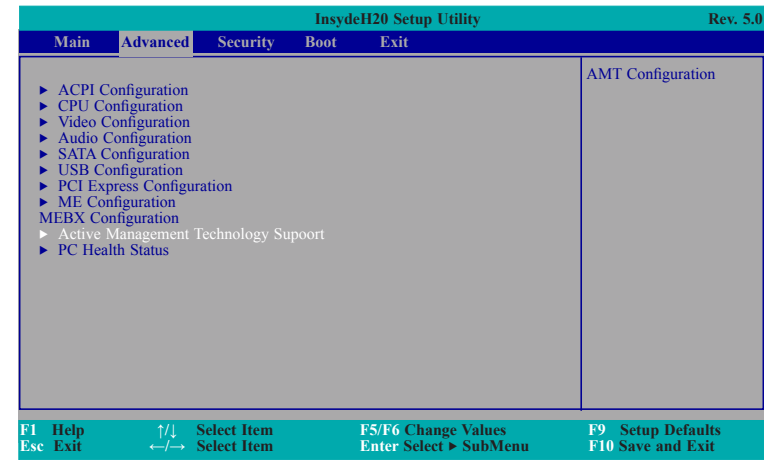 InsydeH20 Setup Utility Rev. 5.0
Main Advanced Security Boot Exit
AMT Configuration
► ACPI Configuration
► CPU Configuration
► Video Configuration
► Audio Configuration
► SATA Configuration
► USB Configuration
► PCI Express Configuration
► ME Configuration
MEBX Configuration
► Active Management Technology Supoort
► PC Health Status
F1 Help ↑/↓ Select Item F5/F6 Change Values F9 Setup Defaults
Esc Exit ←/→ Select Item Enter Select ► SubMenu F10 Save and Exit